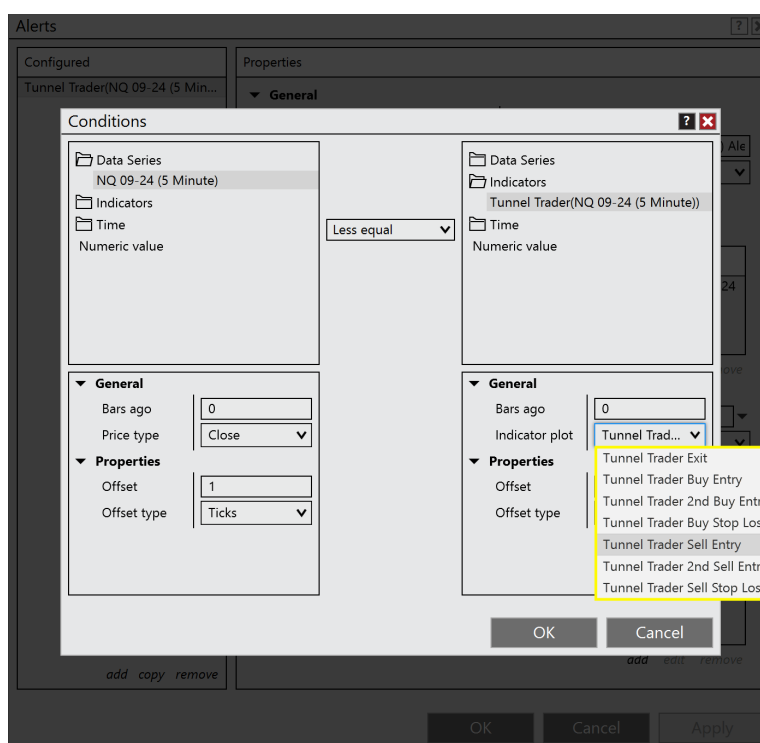 Alerts
?
Configured
Properties
Tunnel Trader(NQ 09-24 (5 Min...
General
Conditions
?
) Ale
Data Series
NQ 09-24 (5 Minute)
Indicators
Time
Numeric value
Less equal
Data Series
Indicators
Tunnel Trader(NQ 09-24 (5 Minute))
Time
Numeric value
24
ove
General
Bars ago
0
Price type
Close
Properties
Offset
1
Offset type
Ticks
General
Bars ago
0
Indicator plot
Tunnel Trad...
Properties
Offset
Offset type
Tunnel Trader Exit
Tunnel Trader Buy Entry
Tunnel Trader 2nd Buy Entr
Tunnel Trader Buy Stop Los
Tunnel Trader Sell Entry
Tunnel Trader 2nd Sell Entr
Tunnel Trader Sell Stop Los
OK
Cancel
add edit remove
add copy remove
OK
Cancel
Apply